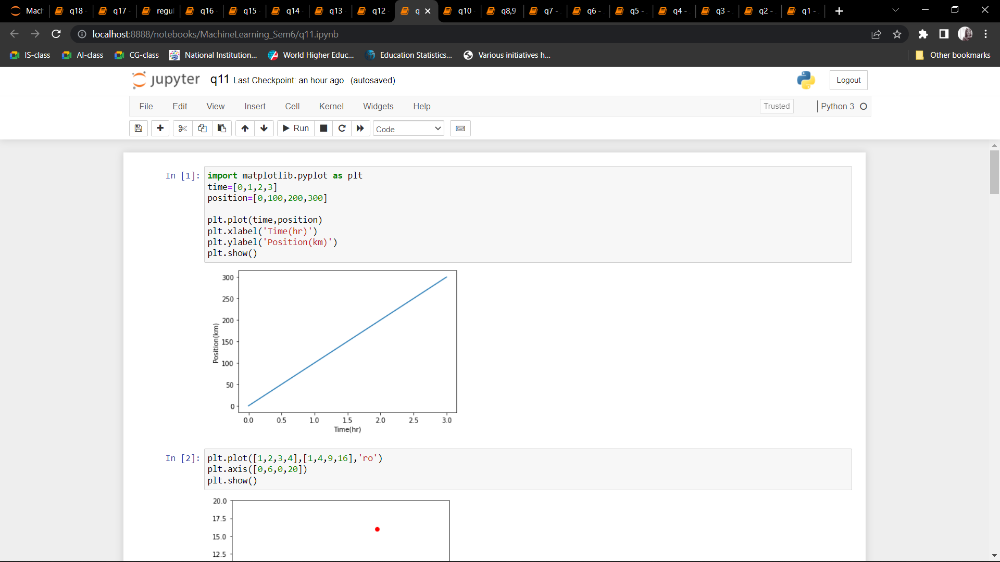 Mach
q18 -
q17 -
regul
q16 -
q15 -
q14 -
q13 -
q12 -
q
q10
q8,9
q7 -
q6 -
q5 -
q4 -
q3 -
q2 -
q1 -
localhost:8888/notebooks/MachineLearning_Sem6/q11.ipynb
IS-class
AI-class
CG-class
National Institution...
World Higher Educ...
Education Statistics...
Various initiatives h...
Other bookmarks
jupyter q11 Last Checkpoint: an hour ago (autosaved)
Logout
File Edit View Insert Cell Kernel Widgets Help
Trusted
Python 3
Run
Code
In [1]:
import matplotlib.pyplot as plt
time=[0,1,2,3]
position=[0,100,200,300]
plt.plot(time,position)
plt.xlabel('Time(hr)')
plt.ylabel('Position(km)')
plt.show()
300
250
200
150
100
50
0
Position(km)
0.0 0.5 1.0 1.5 2.0 2.5 3.0
Time(hr)
In [2]:
plt.plot([1,2,3,4],[1,4,9,16],'ro')
plt.axis([0,6,0,20])
plt.show()
20.0
17.5
15.0
12.5